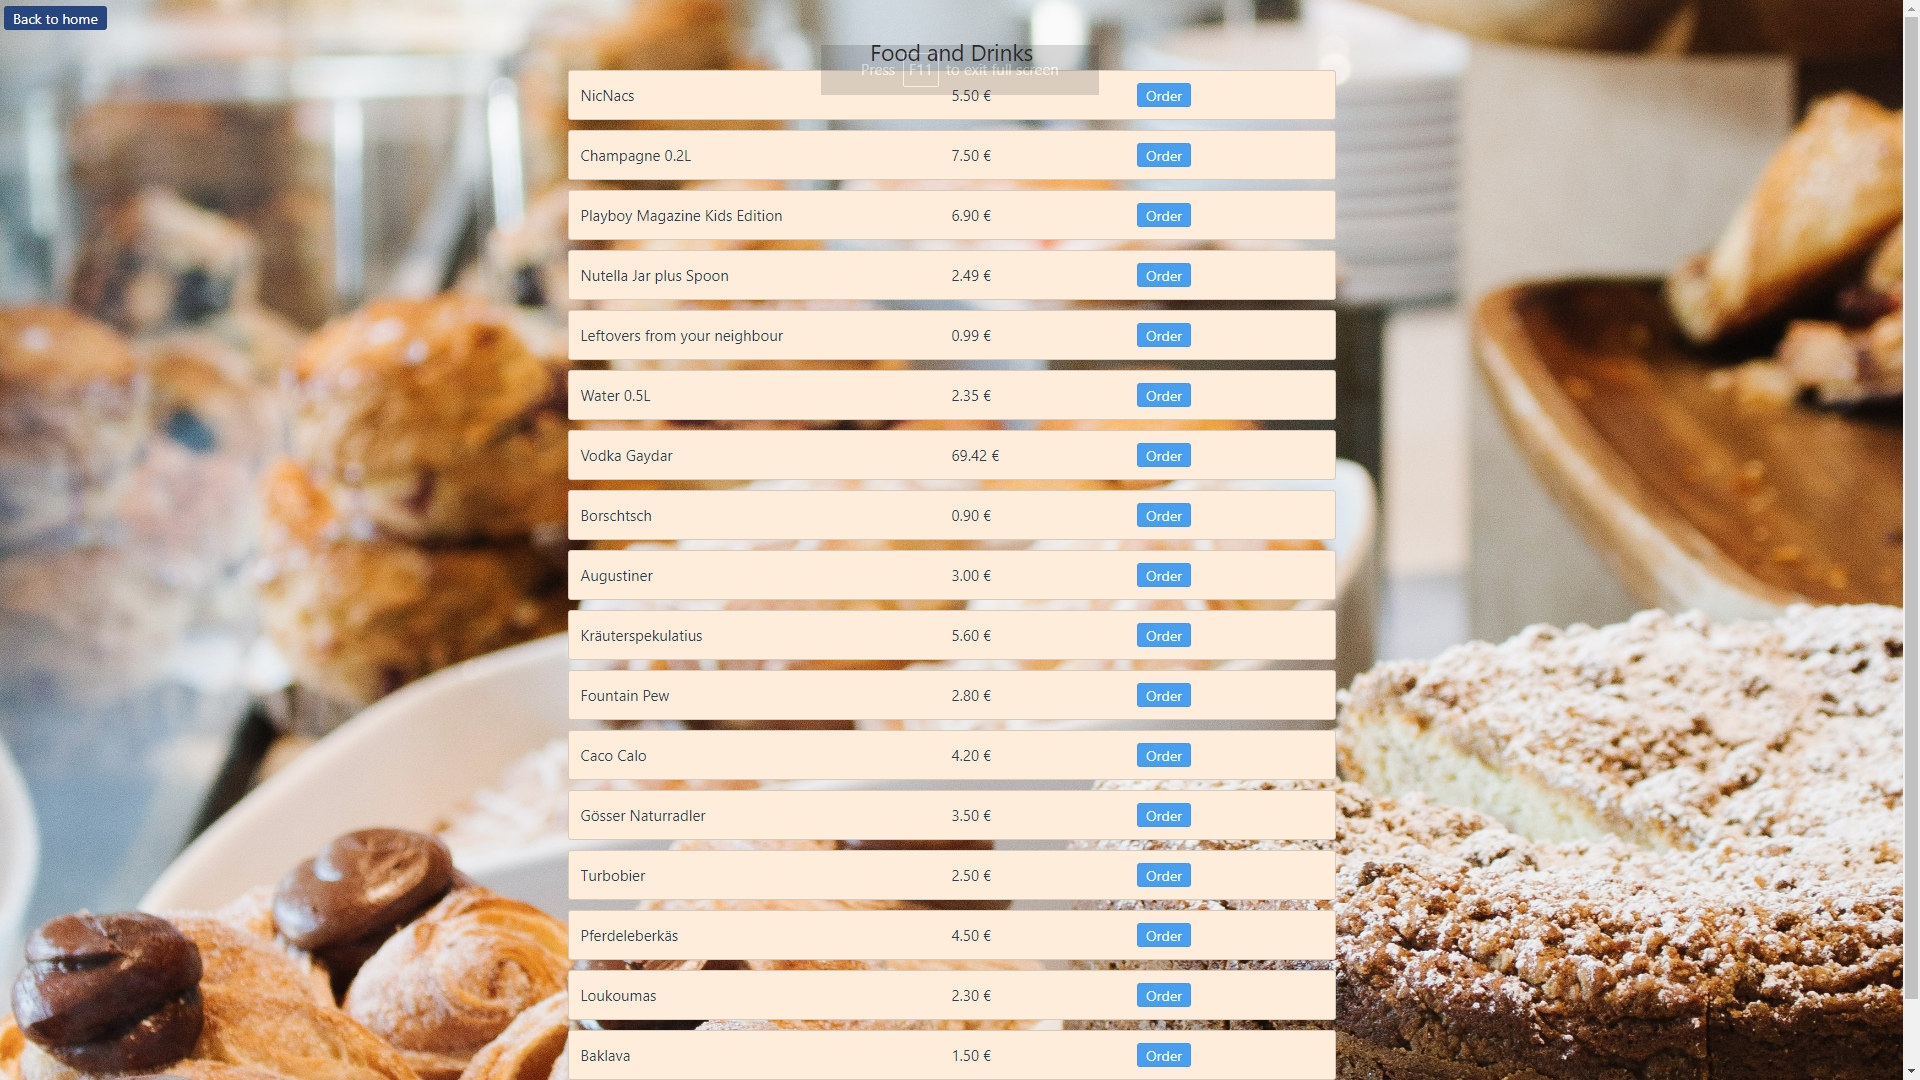 Back to home
Food and Drinks
Press F11 to exit full screen
NicNacs 5.50 € Order
Champagne 0.2L 7.50 € Order
Playboy Magazine Kids Edition 6.90 € Order
Nutella Jar plus Spoon 2.49 € Order
Leftovers from your neighbour 0.99 € Order
Water 0.5L 2.35 € Order
Vodka Gaydar 69.42 € Order
Borschtsch 0.90 € Order
Augustiner 3.00 € Order
Kräuterspekulatius 5.60 € Order
Fountain Pew 2.80 € Order
Caco Calo 4.20 € Order
Gösser Naturradler 3.50 € Order
Turbobier 2.50 € Order
Pferdeleberkäs 4.50 € Order
Loukoumas 2.30 € Order
Baklava 1.50 € Order